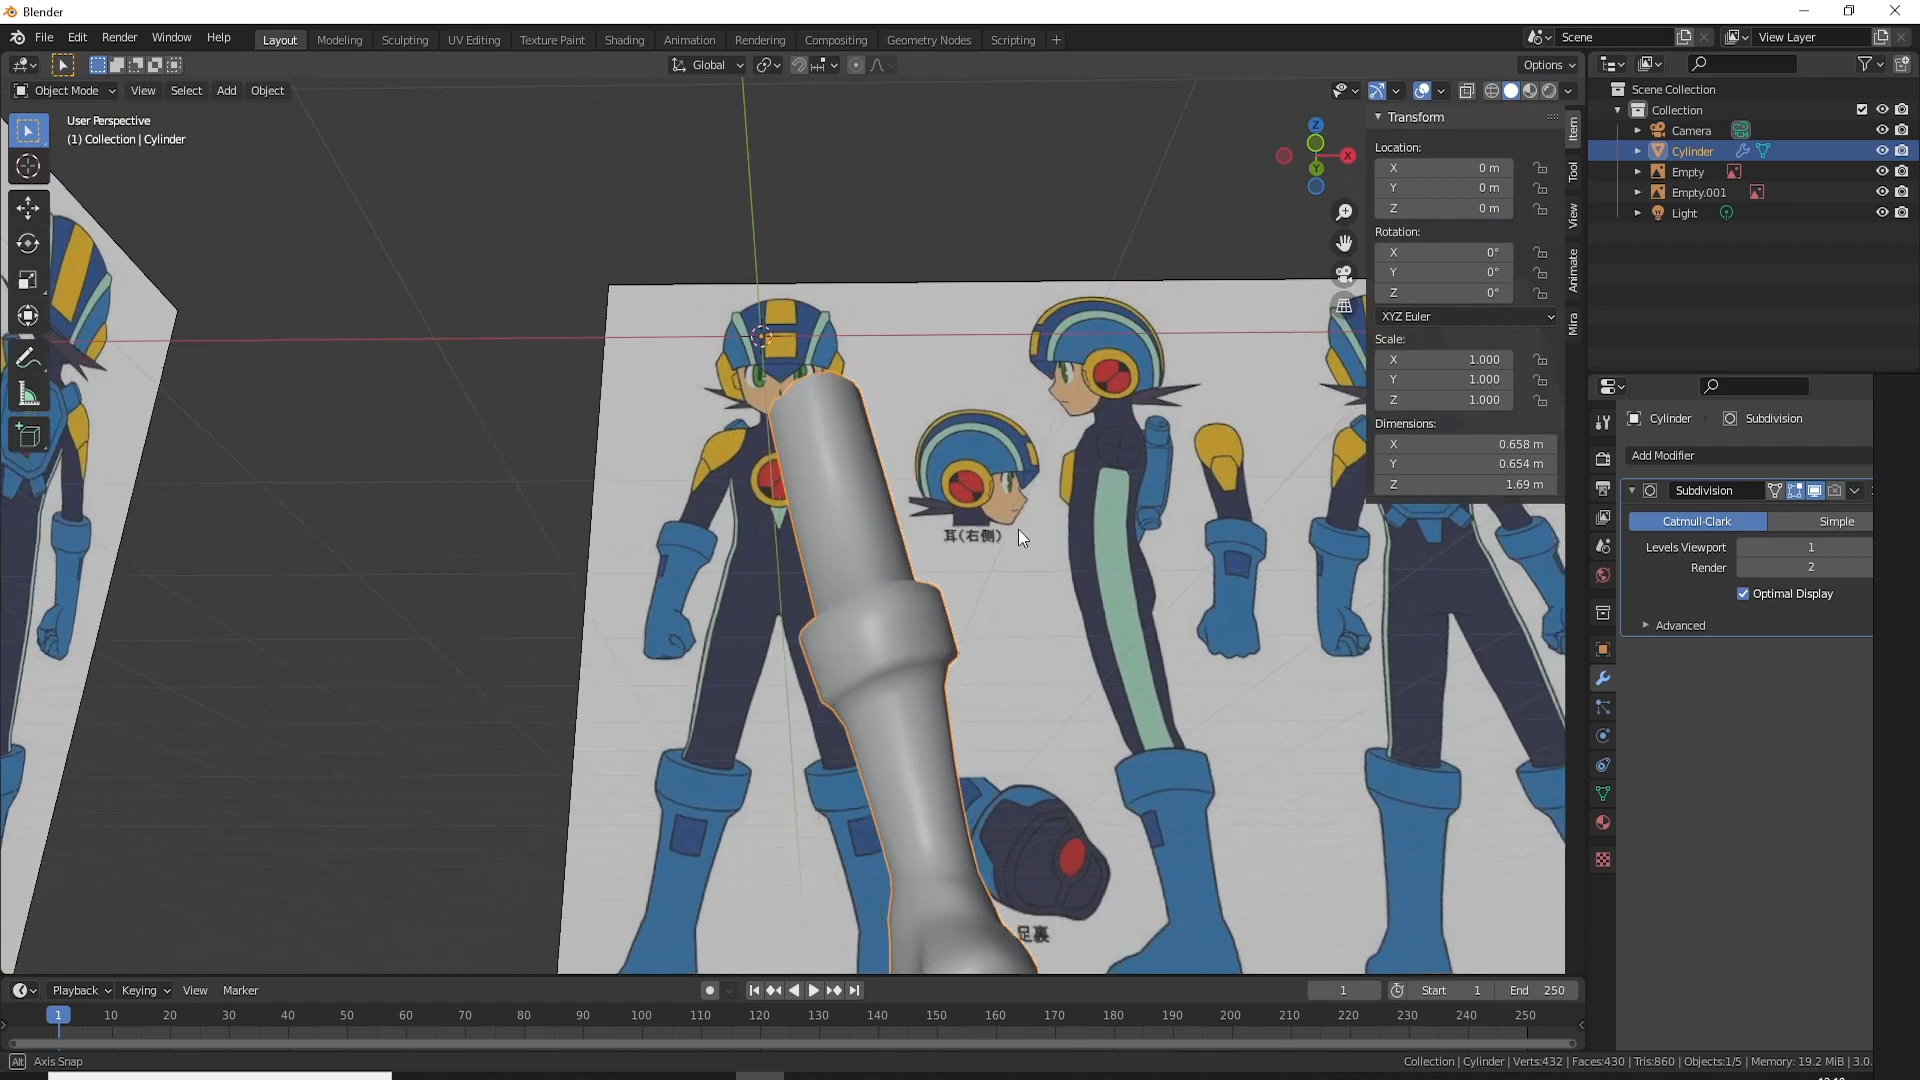 Blender
File Edit Render Window Help
Layout Modeling Sculpting UV Editing Texture Paint Shading Animation Rendering Compositing Geometry Nodes Scripting +
Scene
View Layer
Global
Options
Object Mode View Select Add Object
User Perspective
(1) Collection | Cylinder
Z
X
Y
Transform
Location:
X 0 m
Y 0 m
Z 0 m
Rotation:
X 0°
Y 0°
Z 0°
XYZ Euler
Scale:
X 1.000
Y 1.000
Z 1.000
Dimensions:
X 0.658 m
Y 0.654 m
Z 1.69 m
Item
Tool
View
Animate
Mira
耳(右側)
足裏
Scene Collection
Collection
Camera
Cylinder
Empty
Empty.001
Light
Cylinder
Subdivision
Add Modifier
Subdivision
Catmull-Clark Simple
Levels Viewport 1
Render 2
Optimal Display
Advanced
Playback Keying View Marker
1
Start 1
End 250
1 10 20 30 40 50 60 70 80 90 100 110 120 130 140 150 160 170 180 190 200 210 220 230 240 250
Alt Axis Snap
Collection | Cylinder | Verts:432 | Faces:430 | Tris:860 | Objects:1/5 | Memory: 19.2 MiB | 3.0.